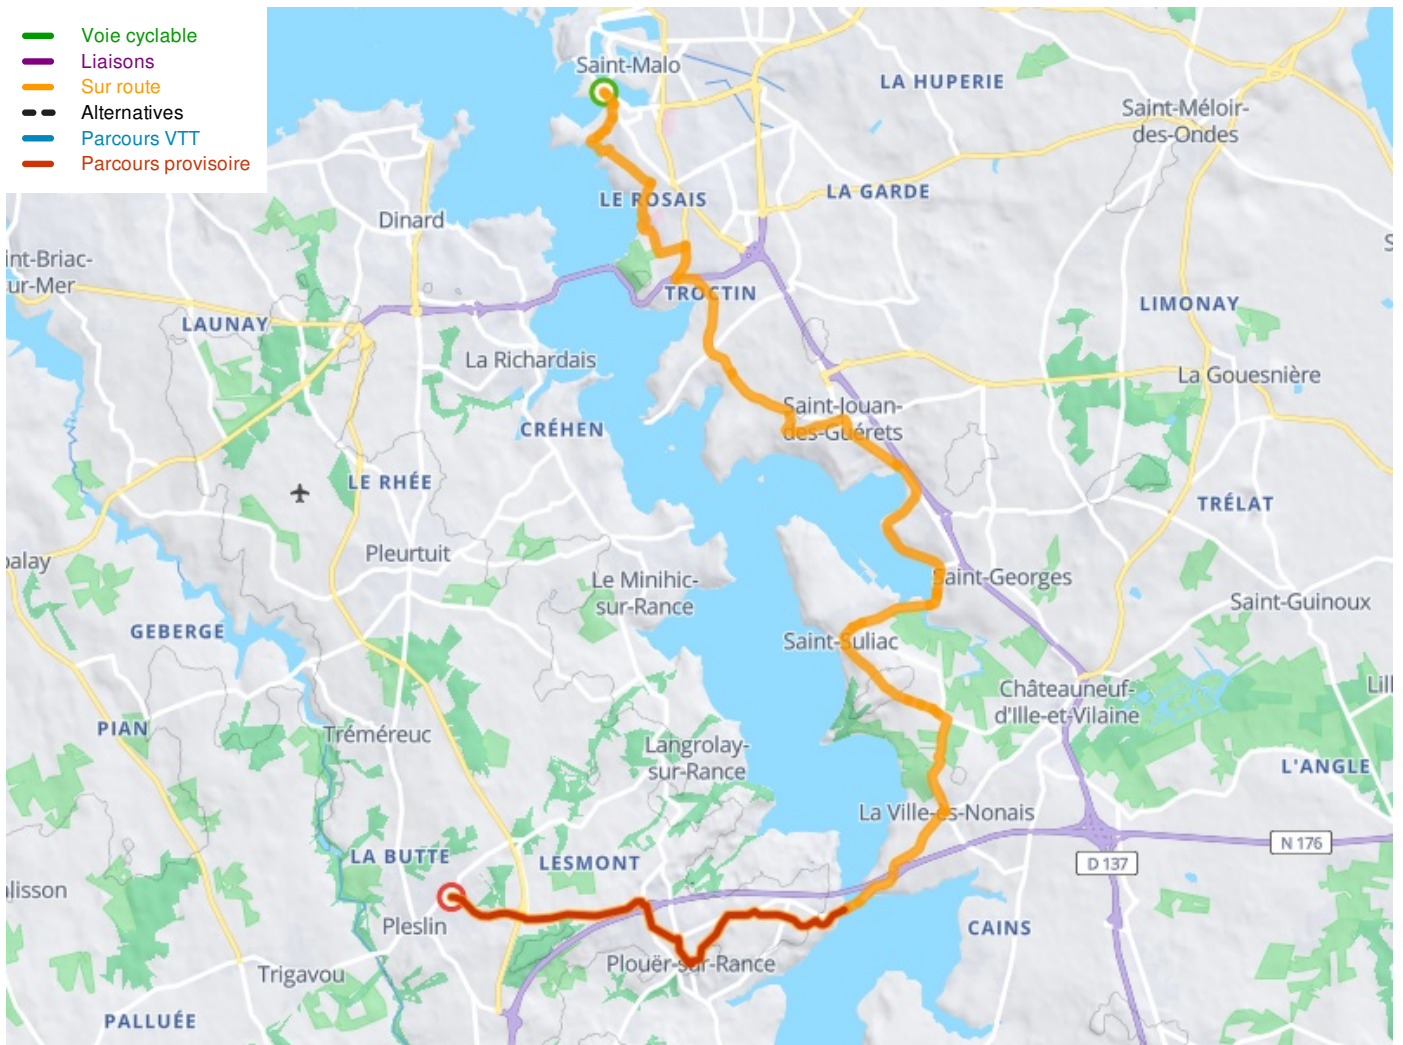 Voie cyclable
Liaisons
Sur route
Alternatives
Parcours VTT
Parcours provisoire
Saint-Malo
LA HUPERIE
Saint-Méloir-
des-Ondes
LE ROSAIS
LA GARDE
Dinard
int-Briac-
ur-Mer
TROCTIN
LIMONAY
LAUNAY
La Richardais
La Gouesnière
Saint-Jouan-
des-Guérets
CRÉHEN
LE RHÉE
TRÉLAT
Pleurtuit
balay
Le Minihic-
sur-Rance
Saint-Georges
Saint-Guinoux
GEBERGE
Saint-Suliac
Châteauneuf-
d'Ille-et-Vilaine
Lill
PIAN
Tréméreuc
Langrolay-
sur-Rance
L'ANGLE
La Ville-ès-Nonais
N 176
LA BUTTE
LESMONT
D 137
lisson
Pleslin
CAINS
Trigavou
Plouër-sur-Rance
PALLUÉE